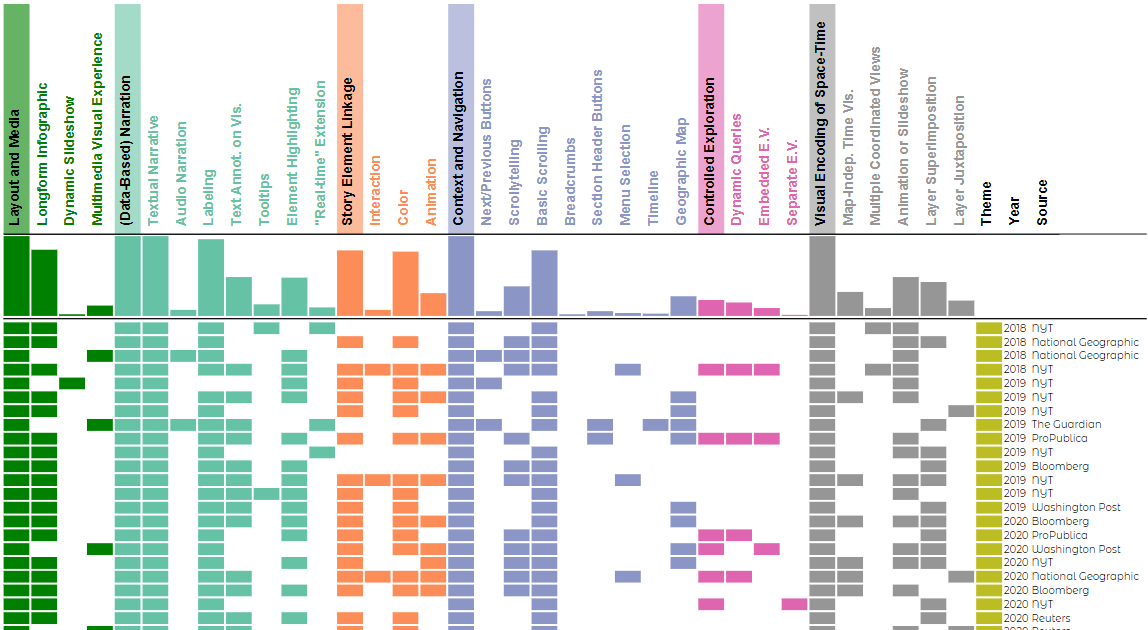 Layout and Media
Longform Infographic
Dynamic Slideshow
Multimedia Visual Experience
(Data-Based) Narration
Textual Narrative
Audio Narration
Labeling
Text Annot. on Vis.
Tooltips
Element Highlighting
"Real-time" Extension
Story Element Linkage
Interaction
Color
Animation
Context and Navigation
Next/Previous Buttons
Scrollytelling
Basic Scrolling
Breadcrumbs
Section Header Buttons
Menu Selection
Timeline
Geographic Map
Controlled Exploration
Dynamic Queries
Embedded E.V.
Separate E.V.
Visual Encoding of Space-Time
Map-Indep. Time Vis.
Multiple Coordinated Views
Animation or Slideshow
Layer Superimposition
Layer Juxtaposition
Theme
Year
Source
2018 NYT
2018 National Geographic
2018 National Geographic
2018 NYT
2019 NYT
2019 NYT
2019 NYT
2019 The Guardian
2019 ProPublica
2019 NYT
2019 Bloomberg
2019 NYT
2019 NYT
2019 Washington Post
2020 Bloomberg
2020 ProPublica
2020 Washington Post
2020 NYT
2020 National Geographic
2020 Bloomberg
2020 NYT
2020 Reuters
2020 Reuters